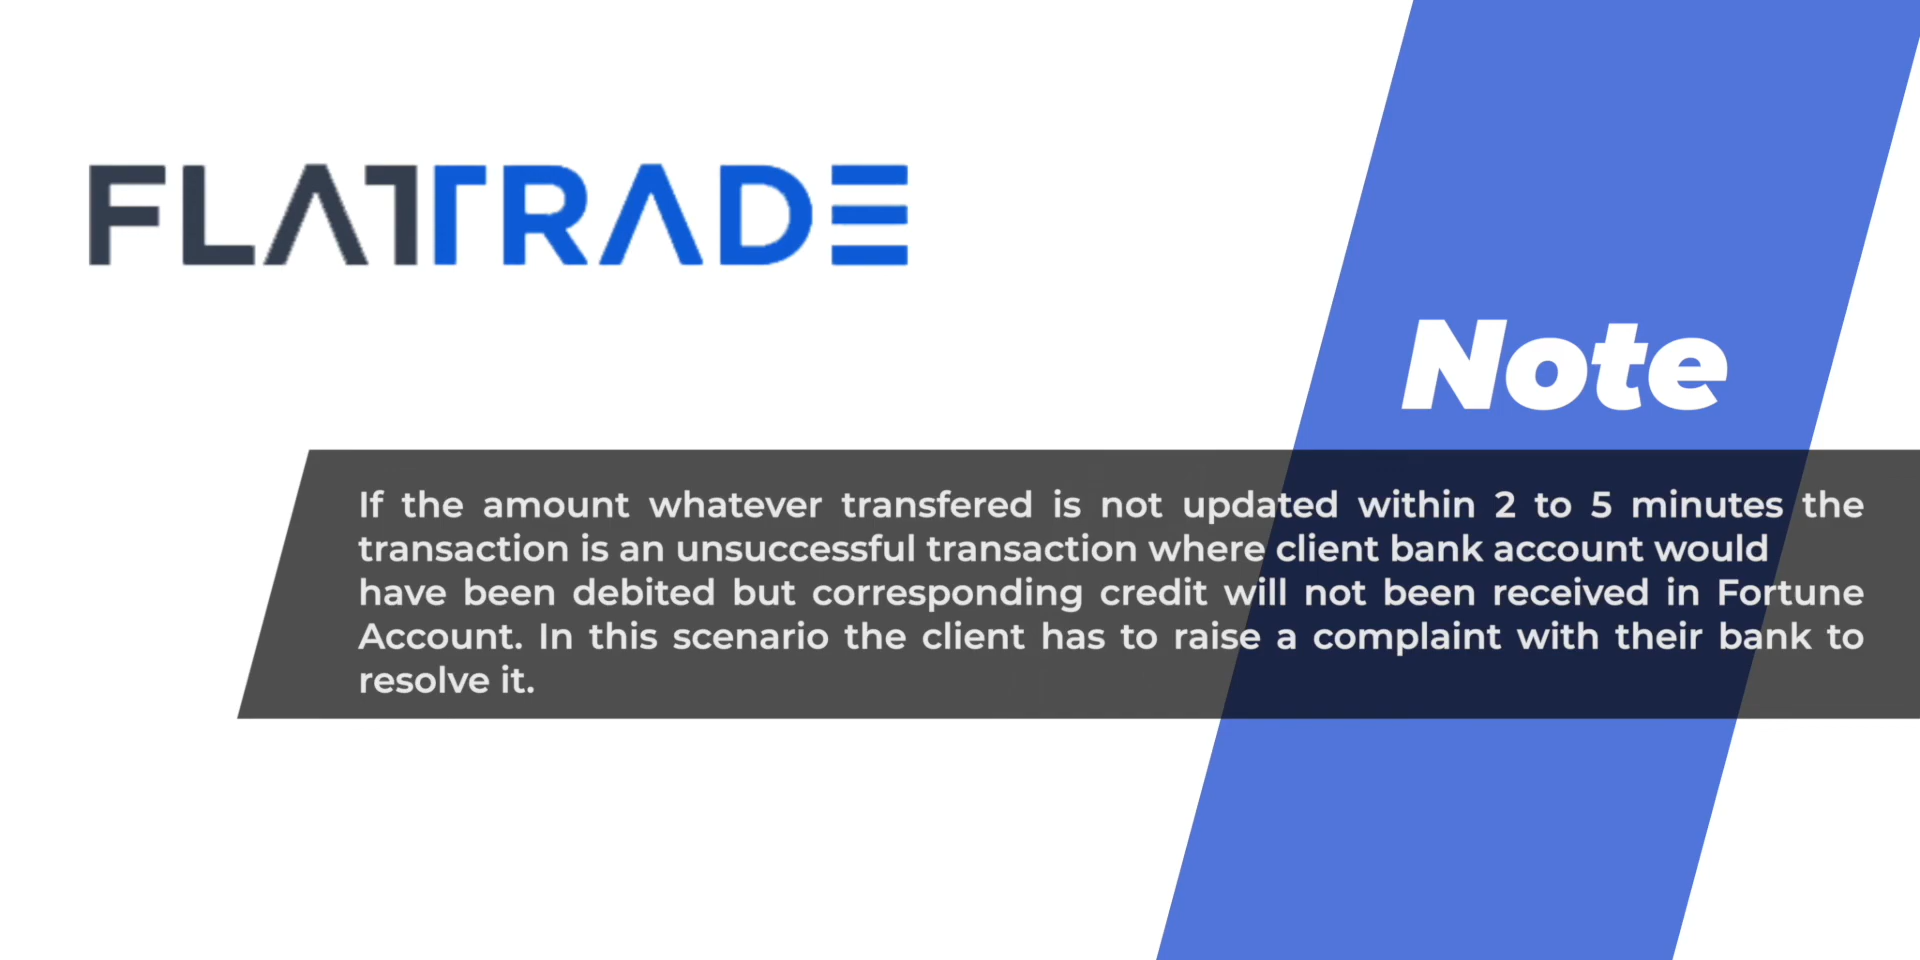 FLATTRADE
Note
If the amount whatever transfered is not updated within 2 to 5 minutes the
transaction is an unsuccessful transaction where client bank account would
have been debited but corresponding credit will not been received in Fortune
Account. In this scenario the client has to raise a complaint with their bank to
resolve it.